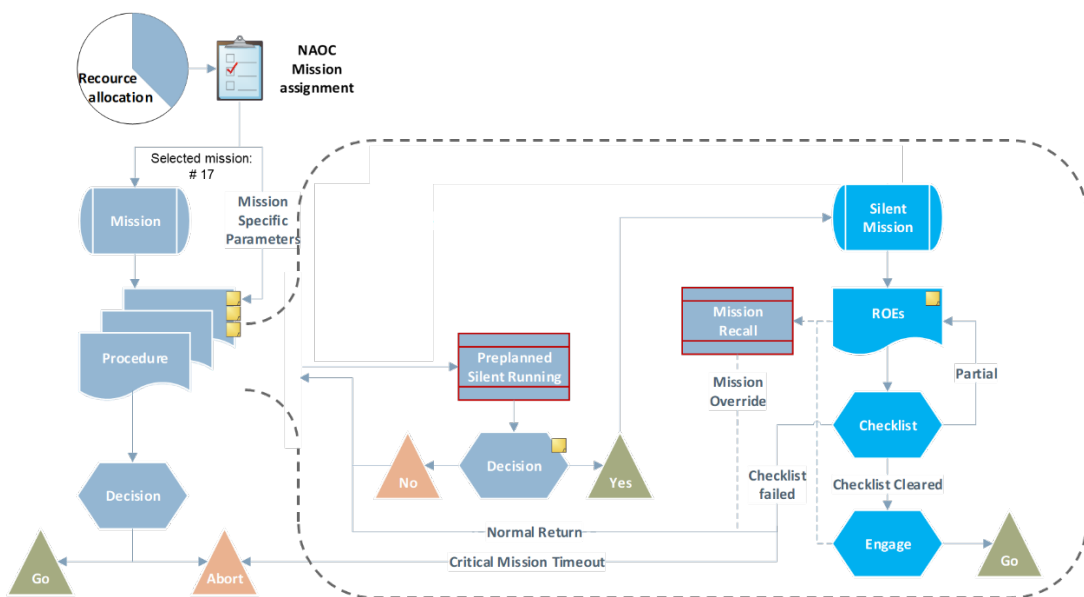 Recource
allocation
NAOC
Mission
assignment
Selected mission:
# 17
Mission
Mission
Specific
Parameters
Procedure
Decision
Go
Abort
Silent
Mission
Mission
Recall
ROEs
Preplanned
Silent Running
Mission
Override
Partial
No
Decision
Yes
Checklist
Checklist
failed
Checklist Cleared
Normal Return
Engage
Go
Critical Mission Timeout